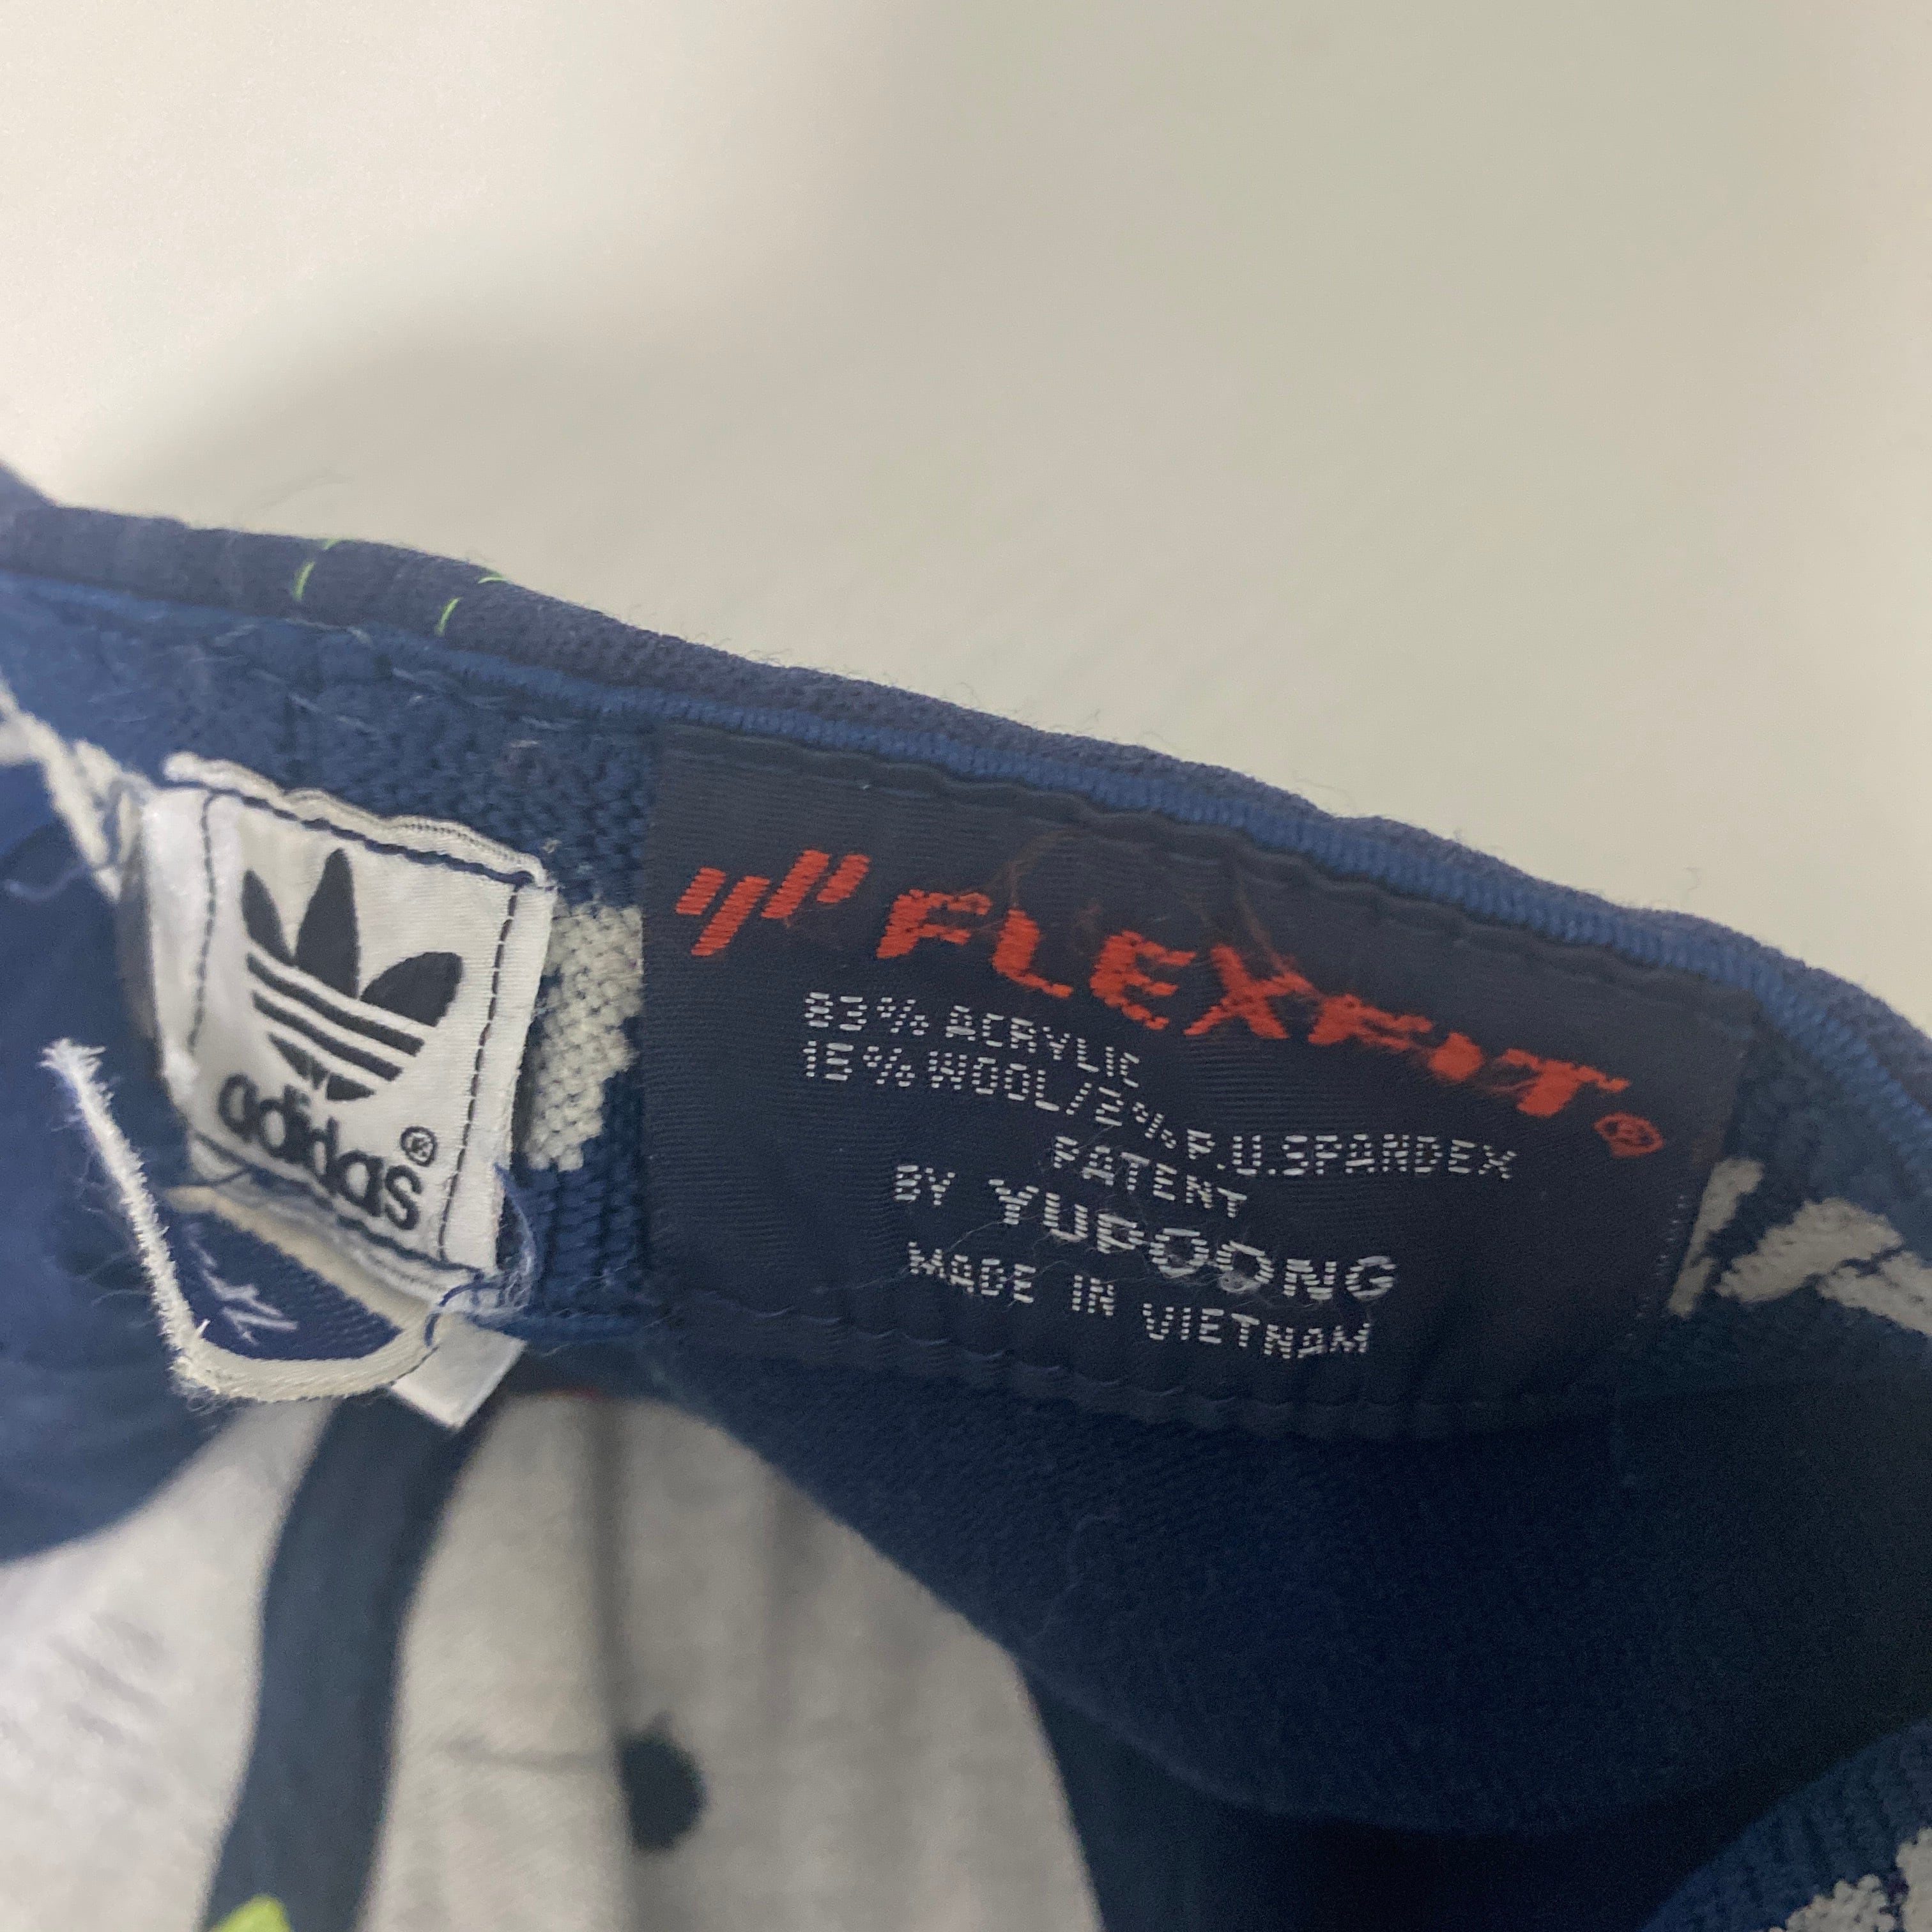 adidas®
FLEXFIT®
83% ACRYLIC
15% WOOL/2% P.U.SPANDEX
PATENT
BY YUPOONG
MADE IN VIETNAM